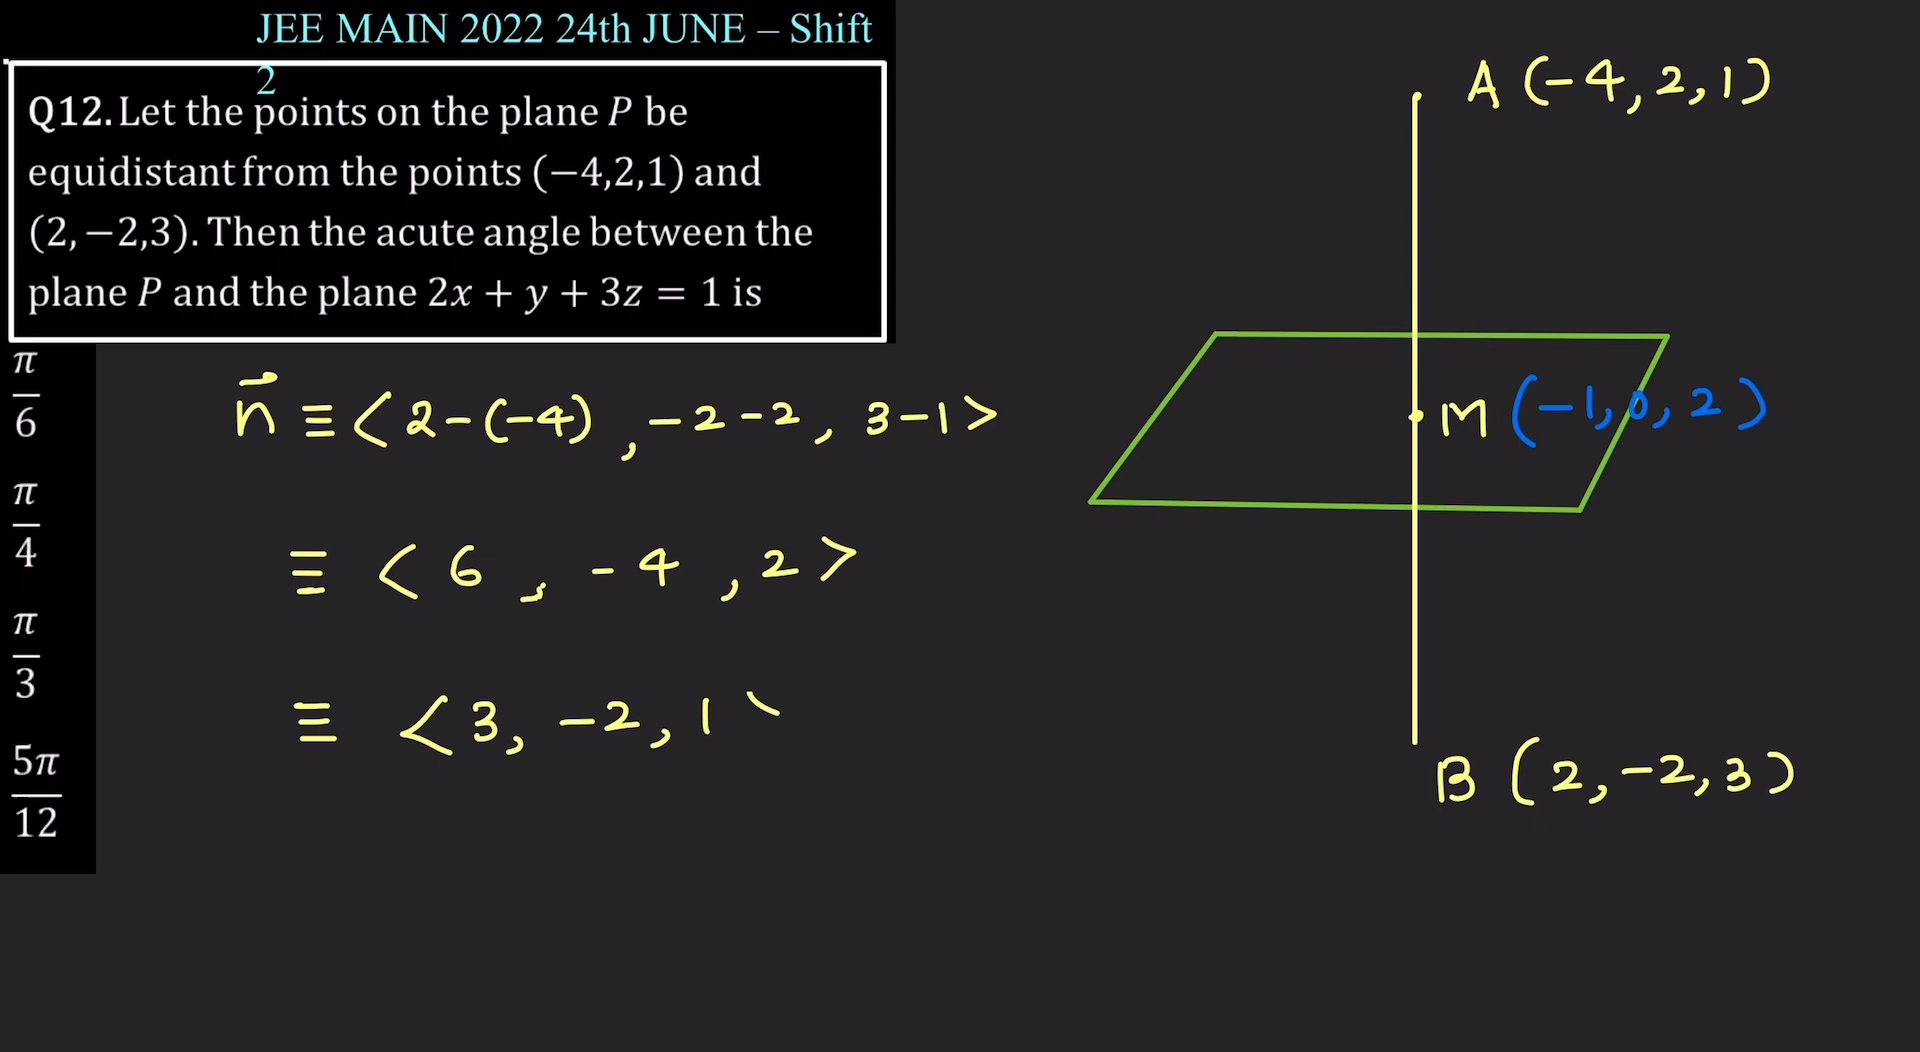 JEE MAIN 2022 24th JUNE – Shift
2
Q12. Let the points on the plane P be
equidistant from the points (−4,2,1) and
(2,−2,3). Then the acute angle between the
plane P and the plane 2x + y + 3z = 1 is
π/6
π/4
π/3
5π/12
n⃗ ≡ < 2-(-4), -2-2, 3-1 >
≡ < 6, -4, 2 >
≡ < 3, -2, 1
A (-4, 2, 1)
M (-1, 0, 2)
B (2, -2, 3)